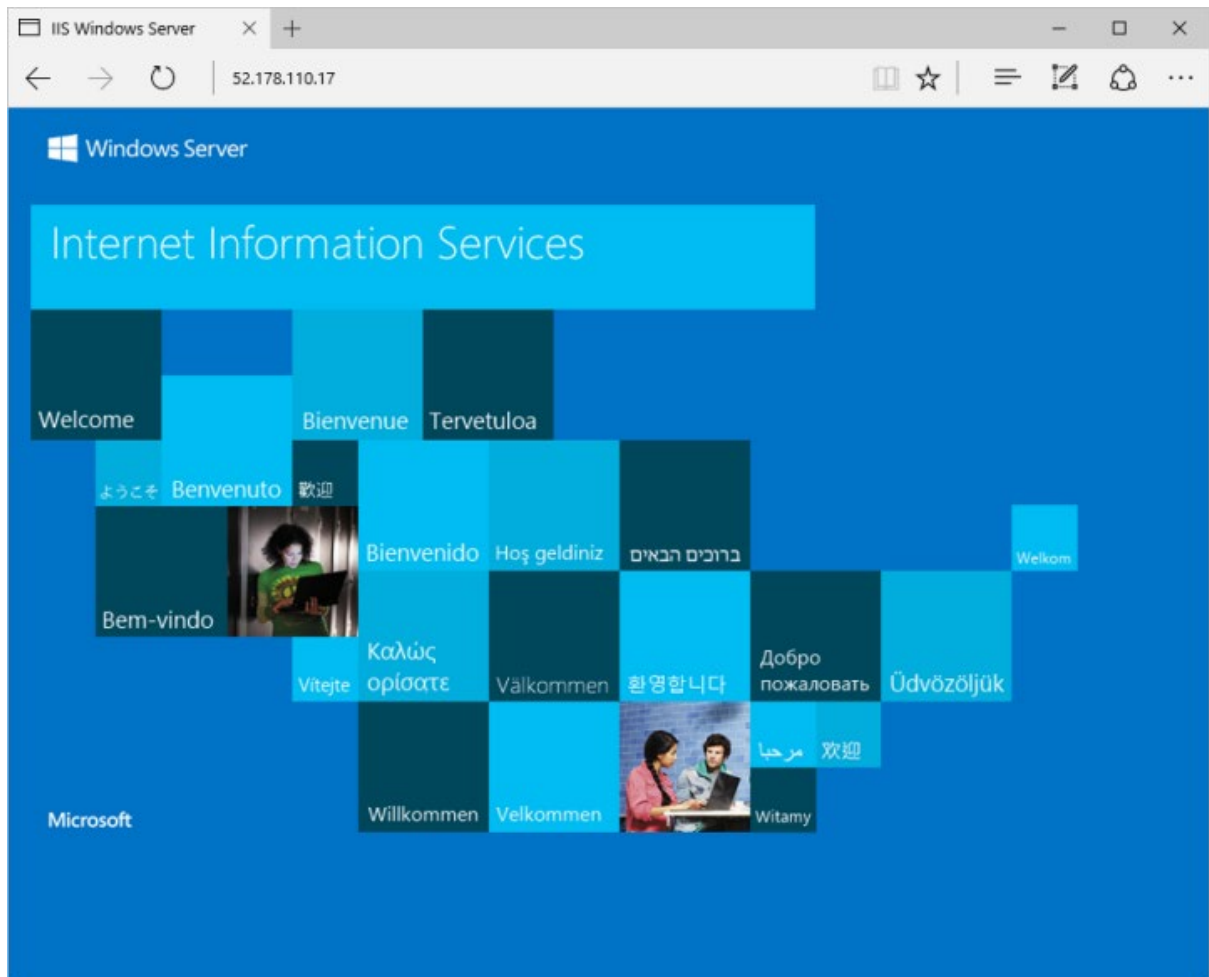 IIS Windows Server
52.178.110.17
Windows Server
Internet Information Services
Welcome
Bienvenue
Tervetuloa
ようこそ
Benvenuto
歡迎
Bienvenido
Hoş geldiniz
ברוכים הבאים
Welkom
Bem-vindo
Vítejte
Καλώς
ορίσατε
Välkommen
환영합니다
Добро
пожаловать
Üdvözöljük
مرحبا
欢迎
Willkommen
Velkommen
Witamy
Microsoft